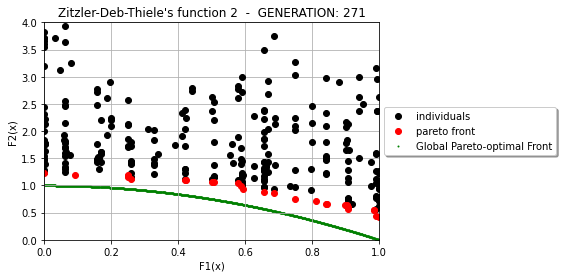 Zitzler-Deb-Thiele's function 2 - GENERATION: 271
4.0
3.5
3.0
2.5
2.0
1.5
1.0
0.5
0.0
F2(x)
0.0 0.2 0.4 0.6 0.8 1.0
F1(x)
individuals
pareto front
Global Pareto-optimal Front